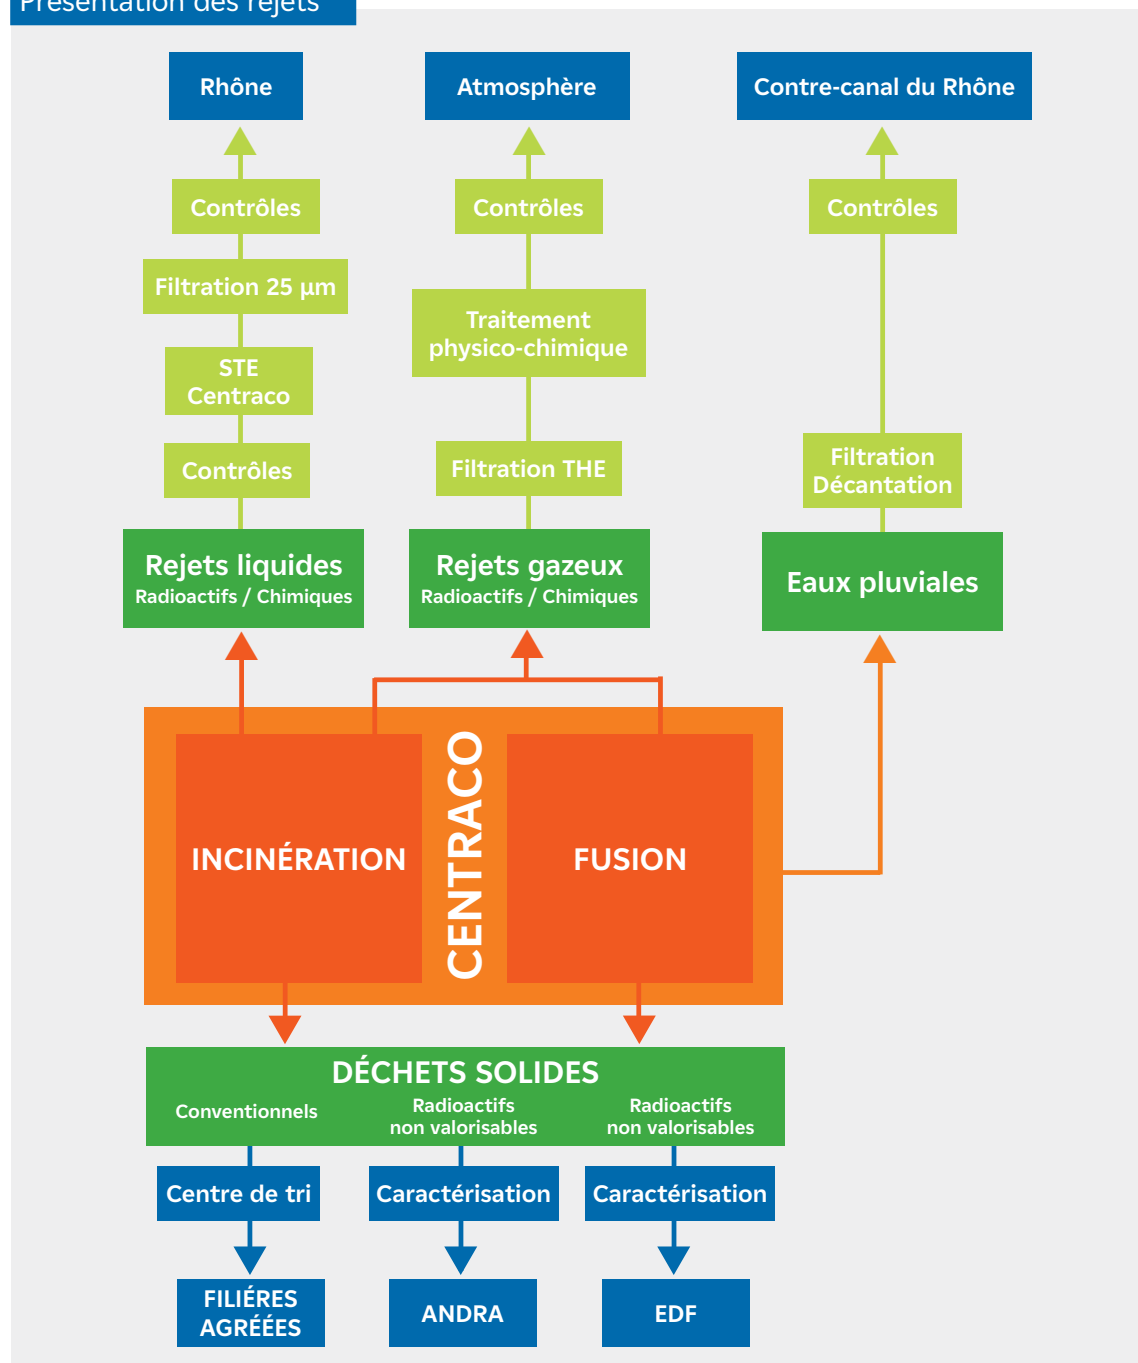 Présentation des rejets
Rhône
Atmosphère
Contre-canal du Rhône
Contrôles
Contrôles
Contrôles
Filtration 25 µm
Traitement
physico-chimique
STE
Centraco
Contrôles
Filtration THE
Filtration
Décantation
Rejets liquides
Radioactifs / Chimiques
Rejets gazeux
Radioactifs / Chimiques
Eaux pluviales
INCINÉRATION
CENTRACO
FUSION
DÉCHETS SOLIDES
Conventionnels
Radioactifs
non valorisables
Radioactifs
non valorisables
Centre de tri
Caractérisation
Caractérisation
FILIÉRES
AGRÉÉES
ANDRA
EDF